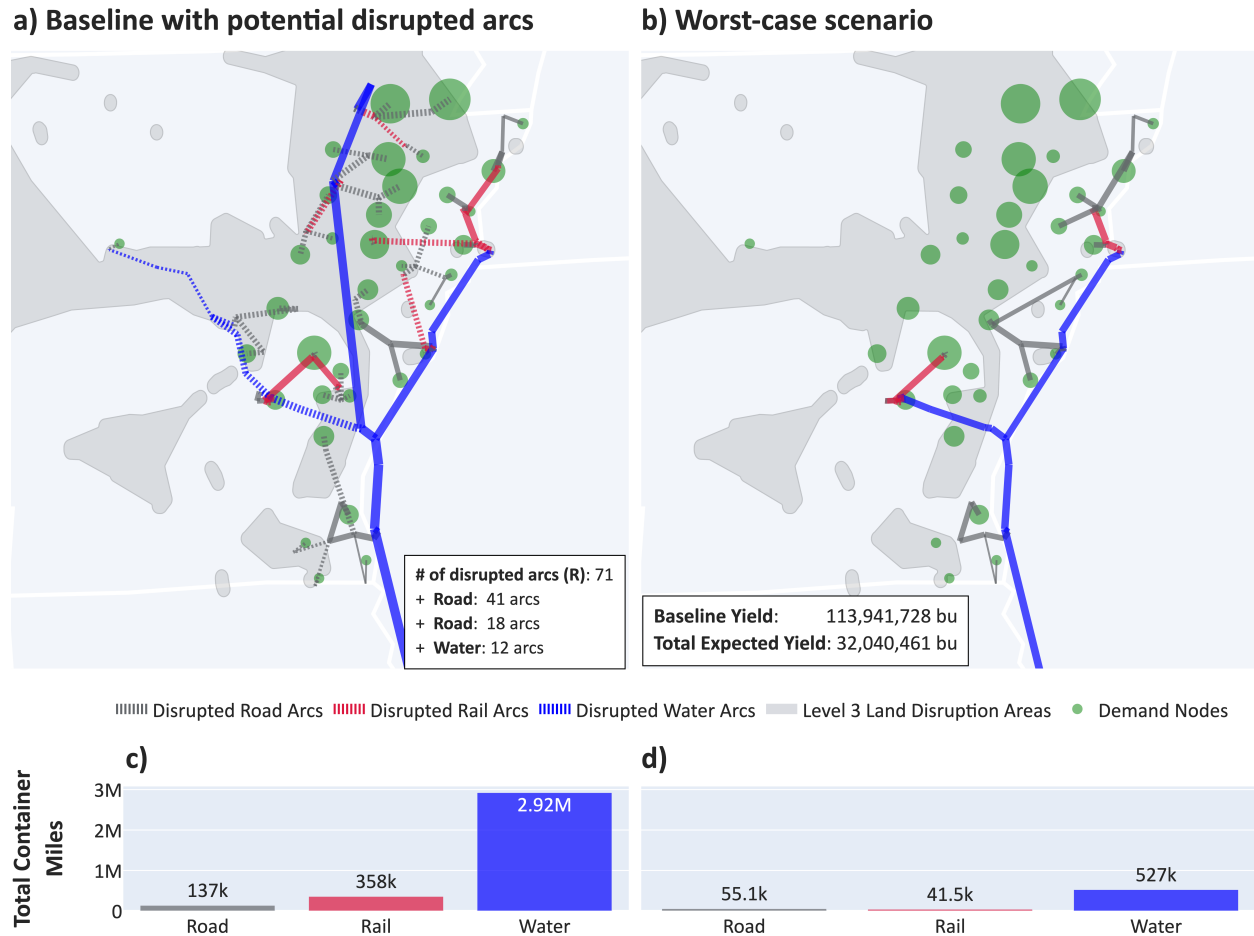 a) Baseline with potential disrupted arcs
b) Worst-case scenario
# of disrupted arcs (R): 71
+ Road: 41 arcs
+ Road: 18 arcs
+ Water: 12 arcs
Baseline Yield: 113,941,728 bu
Total Expected Yield: 32,040,461 bu
Disrupted Road Arcs Disrupted Rail Arcs Disrupted Water Arcs Level 3 Land Disruption Areas Demand Nodes
c)
d)
Total Container
Miles
3M
2M
1M
0
137k
358k
2.92M
Road Rail Water
55.1k
41.5k
527k
Road Rail Water